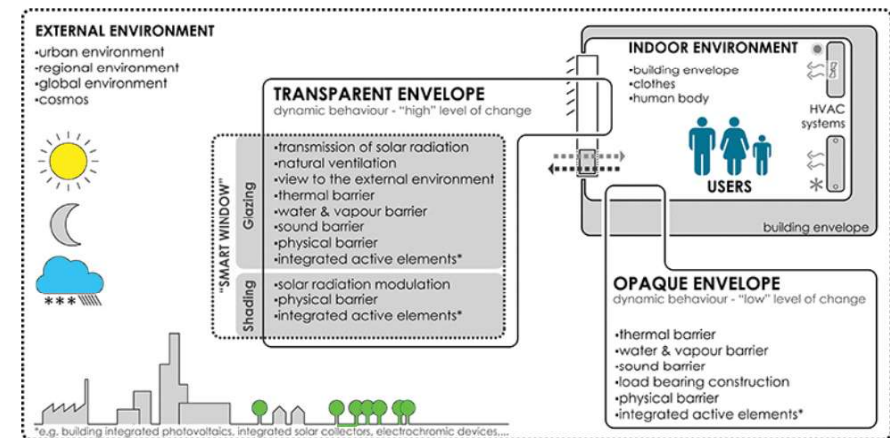 EXTERNAL ENVIRONMENT
•urban environment
•regional environment
•global environment
•cosmos
TRANSPARENT ENVELOPE
dynamic behaviour - "high" level of change
"SMART WINDOW"
Glazing
•transmission of solar radiation
•natural ventilation
•view to the external environment
•thermal barrier
•water & vapour barrier
•sound barrier
•physical barrier
•integrated active elements*
Shading
•solar radiation modulation
•physical barrier
•integrated active elements*
INDOOR ENVIRONMENT
•building envelope
•clothes
•human body
HVAC
systems
USERS
building envelope
OPAQUE ENVELOPE
dynamic behaviour - "low" level of change
•thermal barrier
•water & vapour barrier
•sound barrier
•load bearing construction
•physical barrier
•integrated active elements*
*e.g. building integrated photovoltaics, integrated solar collectors, electrochromic devices....